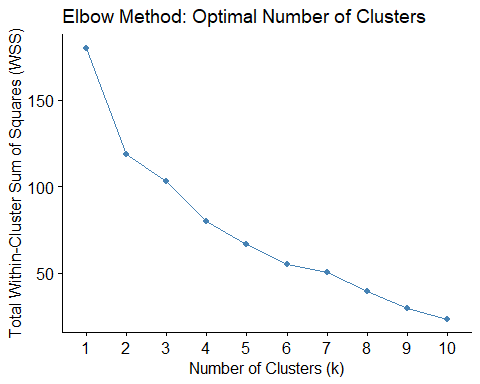 Elbow Method: Optimal Number of Clusters
Total Within-Cluster Sum of Squares (WSS)
150
100
50
1 2 3 4 5 6 7 8 9 10
Number of Clusters (k)